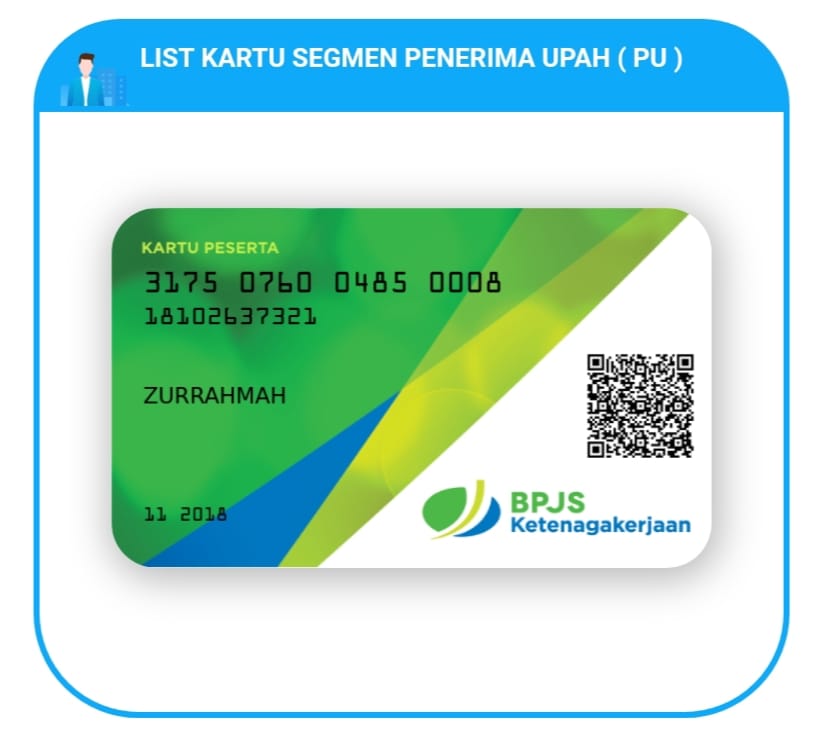 LIST KARTU SEGMEN PENERIMA UPAH ( PU )
KARTU PESERTA
3175 0760 0485 0008
18102637321
ZURRAHMAH
11 2018
BPJS
Ketenagakerjaan